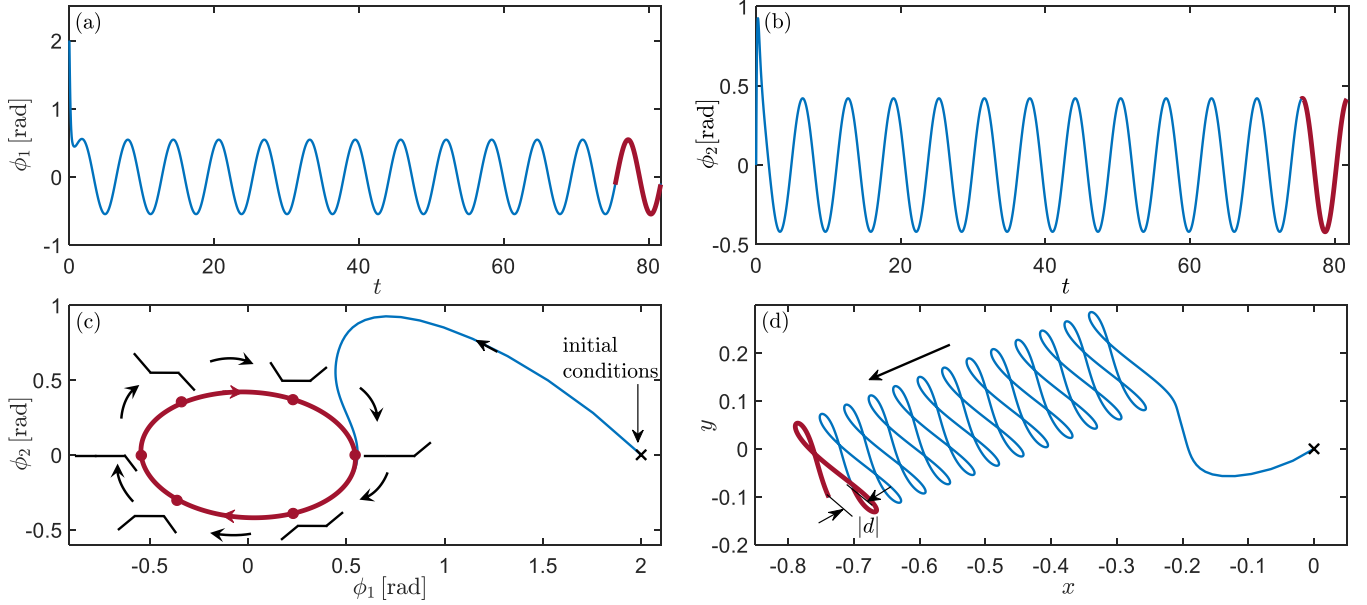 (a)
2
1
0
-1
ϕ₁ [rad]
0
20
40
60
80
t
(b)
1
0.5
0
-0.5
ϕ₂[rad]
0
20
40
60
80
t
(c)
1
0.5
0
-0.5
ϕ₂ [rad]
initial
conditions
-0.5
0
0.5
1
1.5
2
ϕ₁ [rad]
(d)
0.2
0.1
0
-0.1
-0.2
y
|d|
-0.8
-0.7
-0.6
-0.5
-0.4
-0.3
-0.2
-0.1
0
x